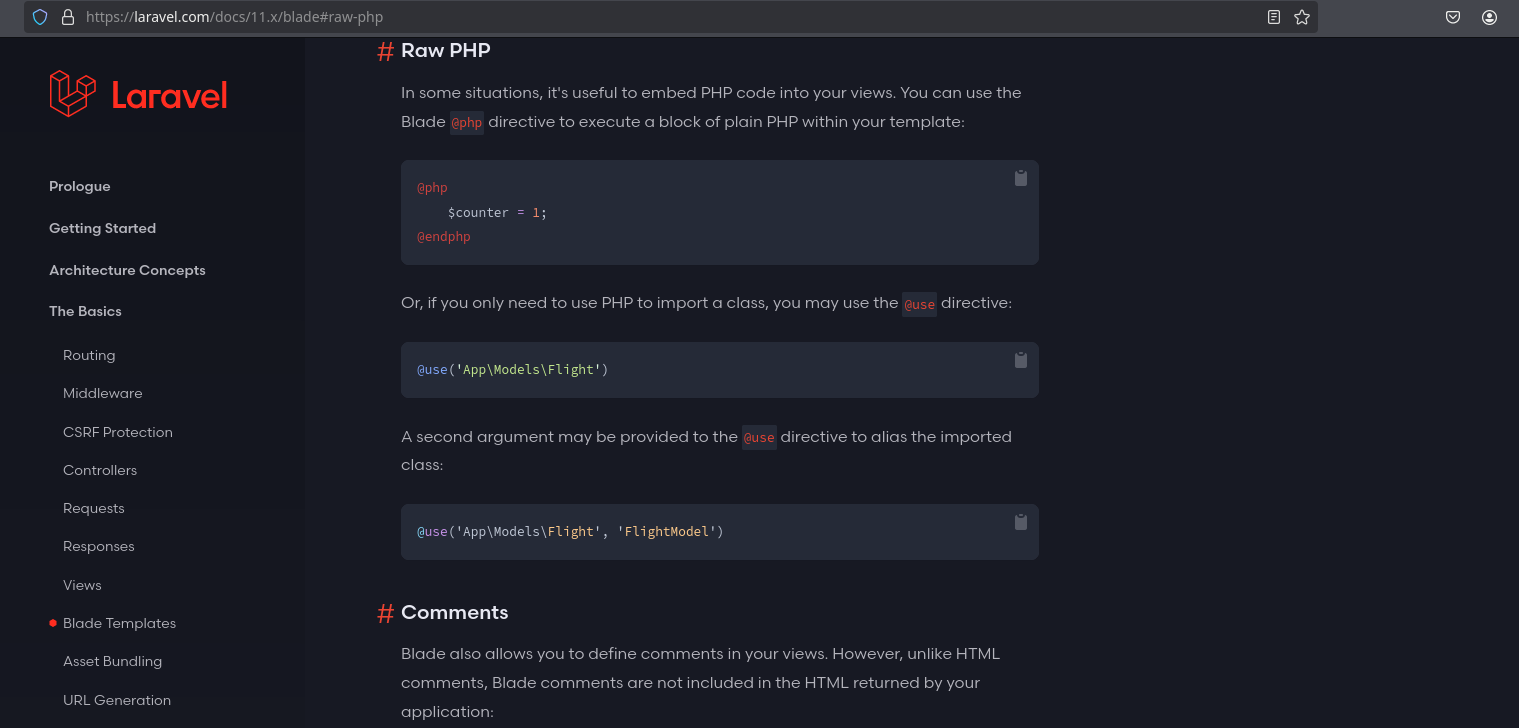 https://laravel.com/docs/11.x/blade#raw-php
Laravel
Prologue
Getting Started
Architecture Concepts
The Basics
Routing
Middleware
CSRF Protection
Controllers
Requests
Responses
Views
Blade Templates
Asset Bundling
URL Generation
# Raw PHP
In some situations, it's useful to embed PHP code into your views. You can use the
Blade @php directive to execute a block of plain PHP within your template:
@php
    $counter = 1;
@endphp
Or, if you only need to use PHP to import a class, you may use the @use directive:
@use('App\Models\Flight')
A second argument may be provided to the @use directive to alias the imported
class:
@use('App\Models\Flight', 'FlightModel')
# Comments
Blade also allows you to define comments in your views. However, unlike HTML
comments, Blade comments are not included in the HTML returned by your
application: